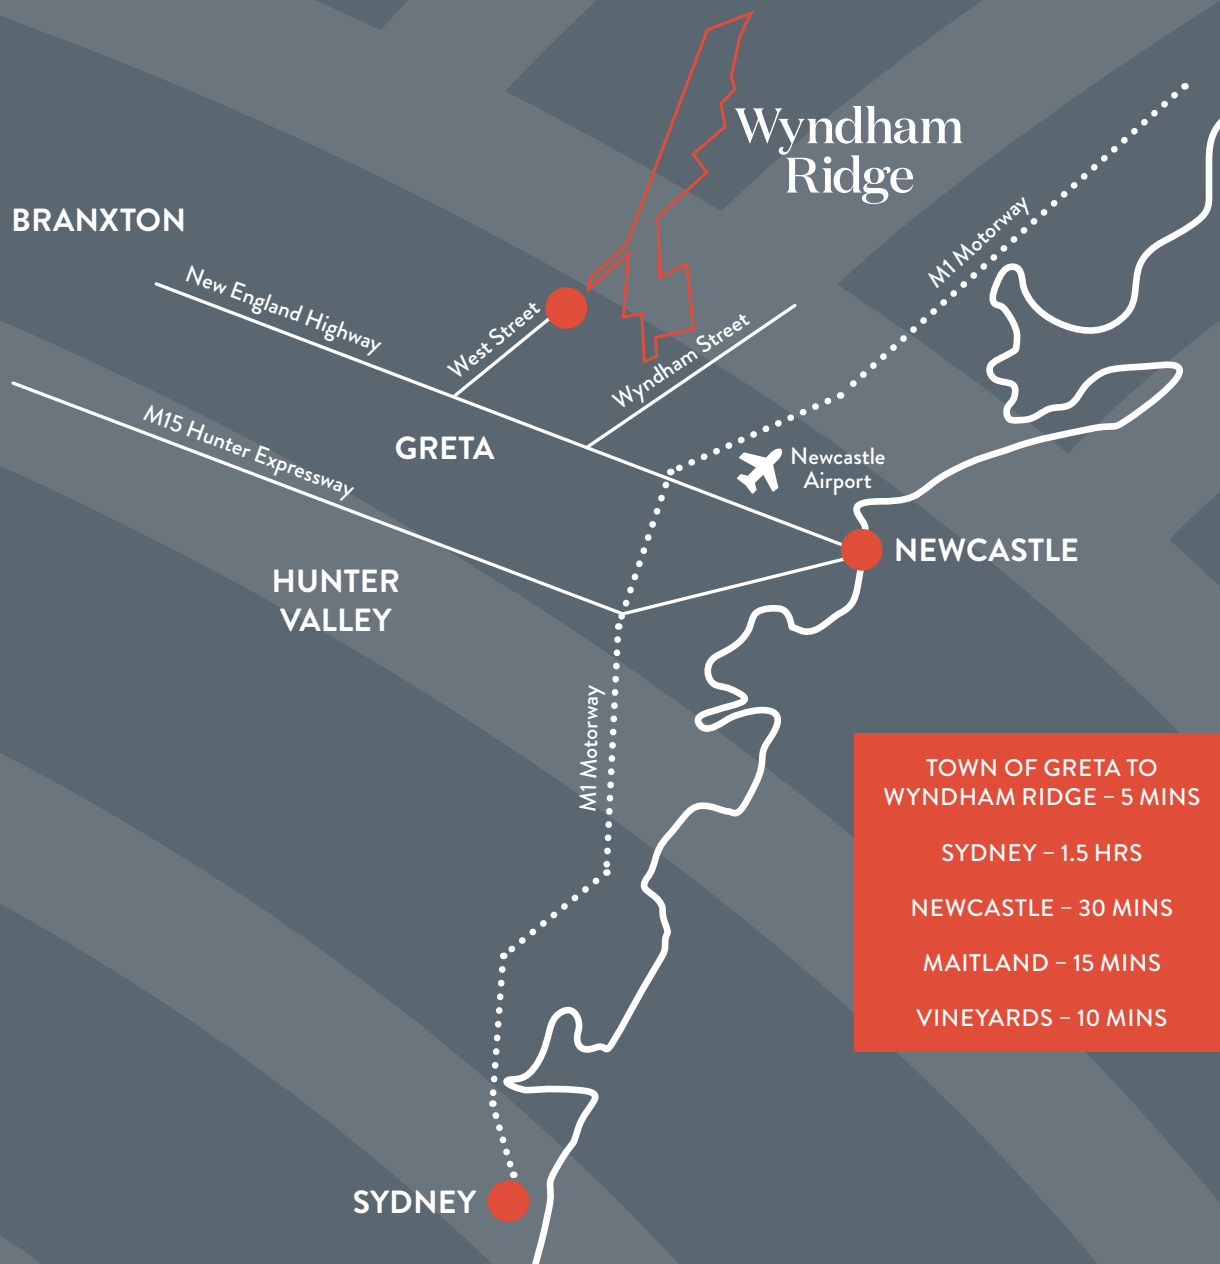 Wyndham
Ridge
M1 Motorway
BRANXTON
New England Highway
West Street
Wyndham Street
M15 Hunter Expressway
GRETA
Newcastle
Airport
NEWCASTLE
HUNTER
VALLEY
M1 Motorway
TOWN OF GRETA TO
WYNDHAM RIDGE – 5 MINS
SYDNEY – 1.5 HRS
NEWCASTLE – 30 MINS
MAITLAND – 15 MINS
VINEYARDS – 10 MINS
SYDNEY